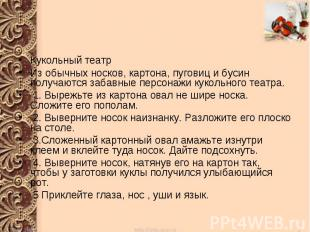 Кукольный театр
Из обычных носков, картона, пуговиц и бусин
получаются забавные персонажи кукольного театра.
1. Вырежьте из картона овал не шире носка.
Сложите его пополам.
2. Выверните носок наизнанку. Разложите его плоско
на столе.
3.Сложенный картонный овал амажьте изнутри
клеем и вклейте туда носок. Дайте подсохнуть.
4. Выверните носок, натянув его на картон так,
чтобы у заготовки куклы получился улыбающийся
рот.
5 Приклейте глаза, нос , уши и язык.
PPt4WEB.ru